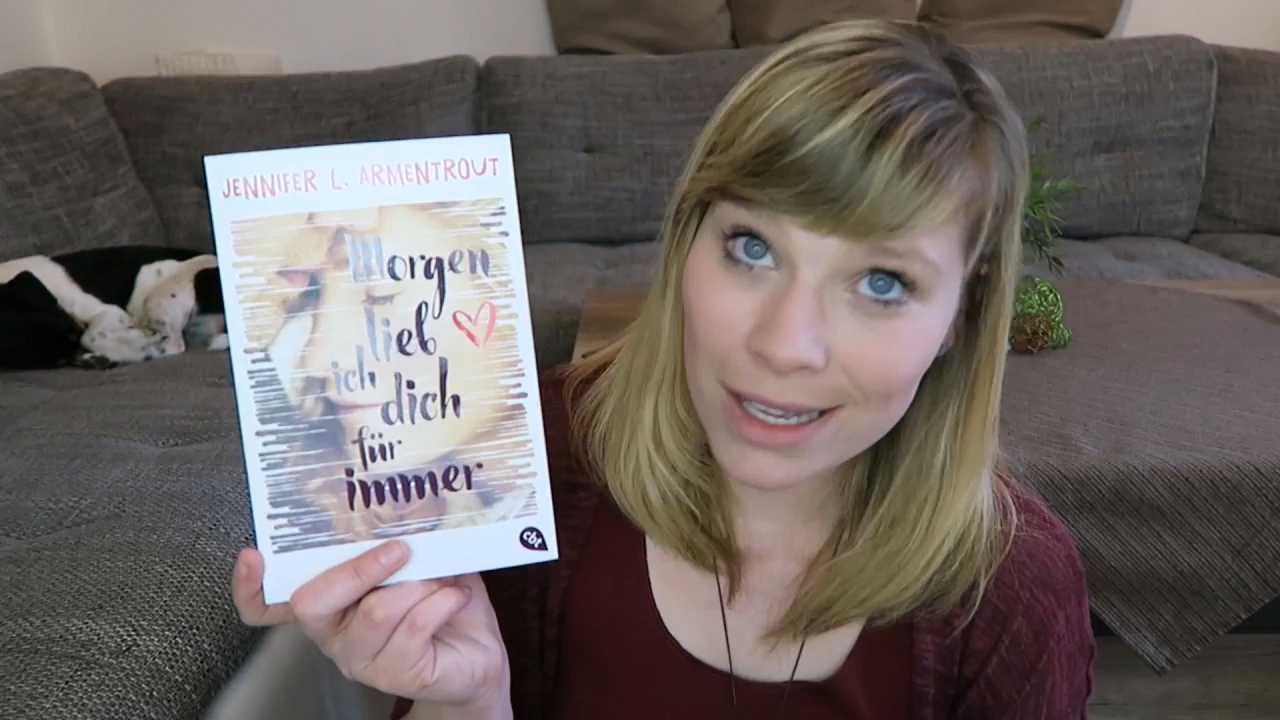 JENNIFER L. ARMENTROUT
Morgen
lieb
ich
dich
für
immer
cbt